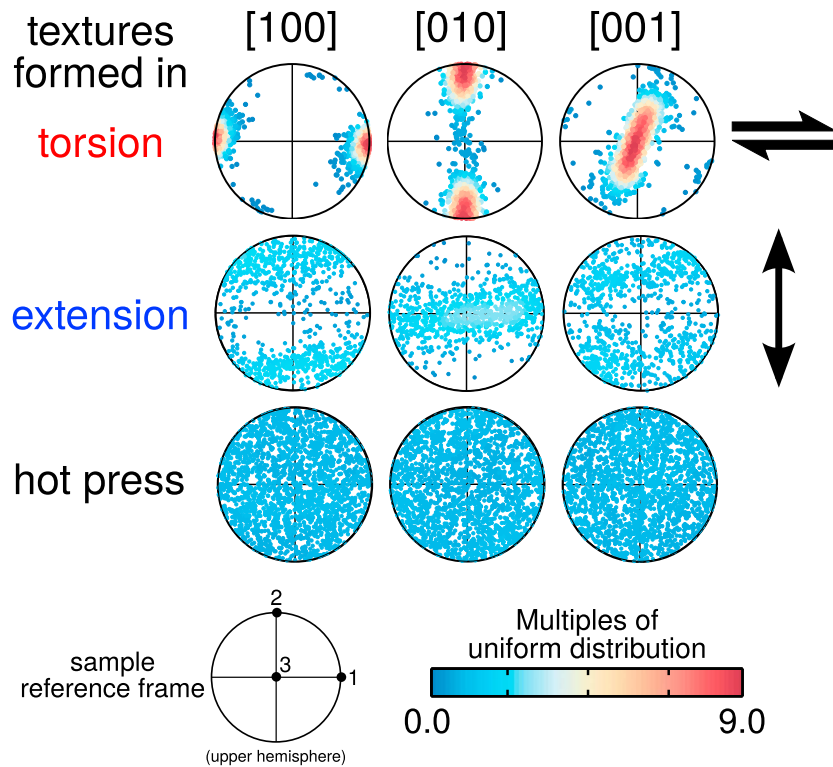 textures
formed in
[100] [010] [001]
torsion
extension
hot press
2
3
1
sample
reference frame
(upper hemisphere)
Multiples of
uniform distribution
0.0 9.0